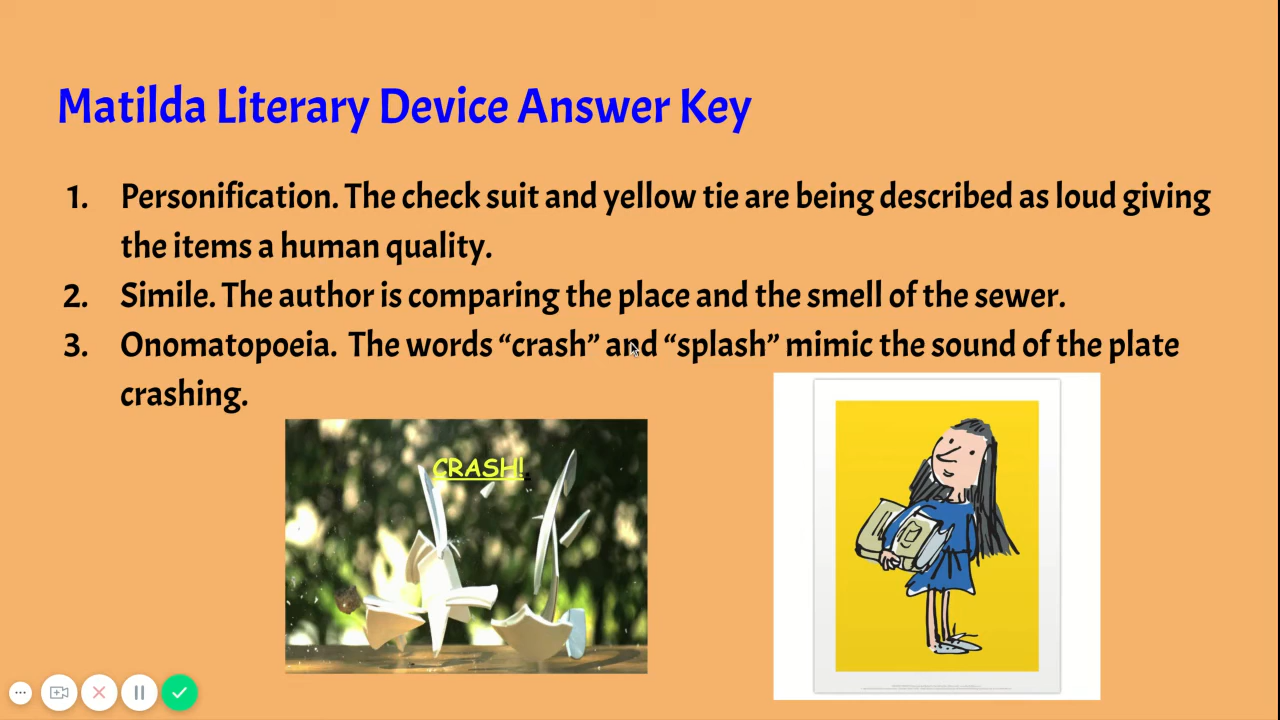 Matilda Literary Device Answer Key
1. Personification. The check suit and yellow tie are being described as loud giving
the items a human quality.
2. Simile. The author is comparing the place and the smell of the sewer.
3. Onomatopoeia. The words “crash” and “splash” mimic the sound of the plate
crashing.
CRASH!